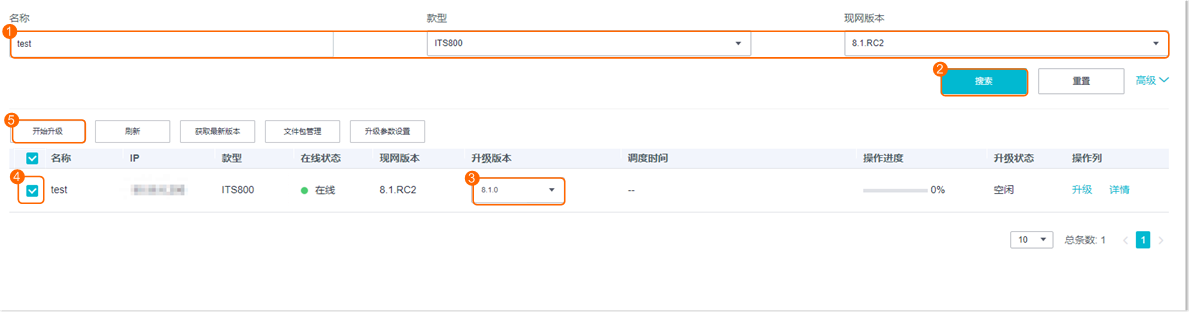 名称 款型 现网版本
1 test ITS800 8.1.RC2
2 搜索 重置 高级
5 开始升级 刷新 获取最新版本 文件包管理 升级参数设置
名称 IP 款型 在线状态 现网版本 升级版本 调度时间 操作进度 升级状态 操作列
4 test ITS800 在线 8.1.RC2 3 8.1.0 -- 0% 空闲 升级 详情
10 总条数: 1 < 1 >